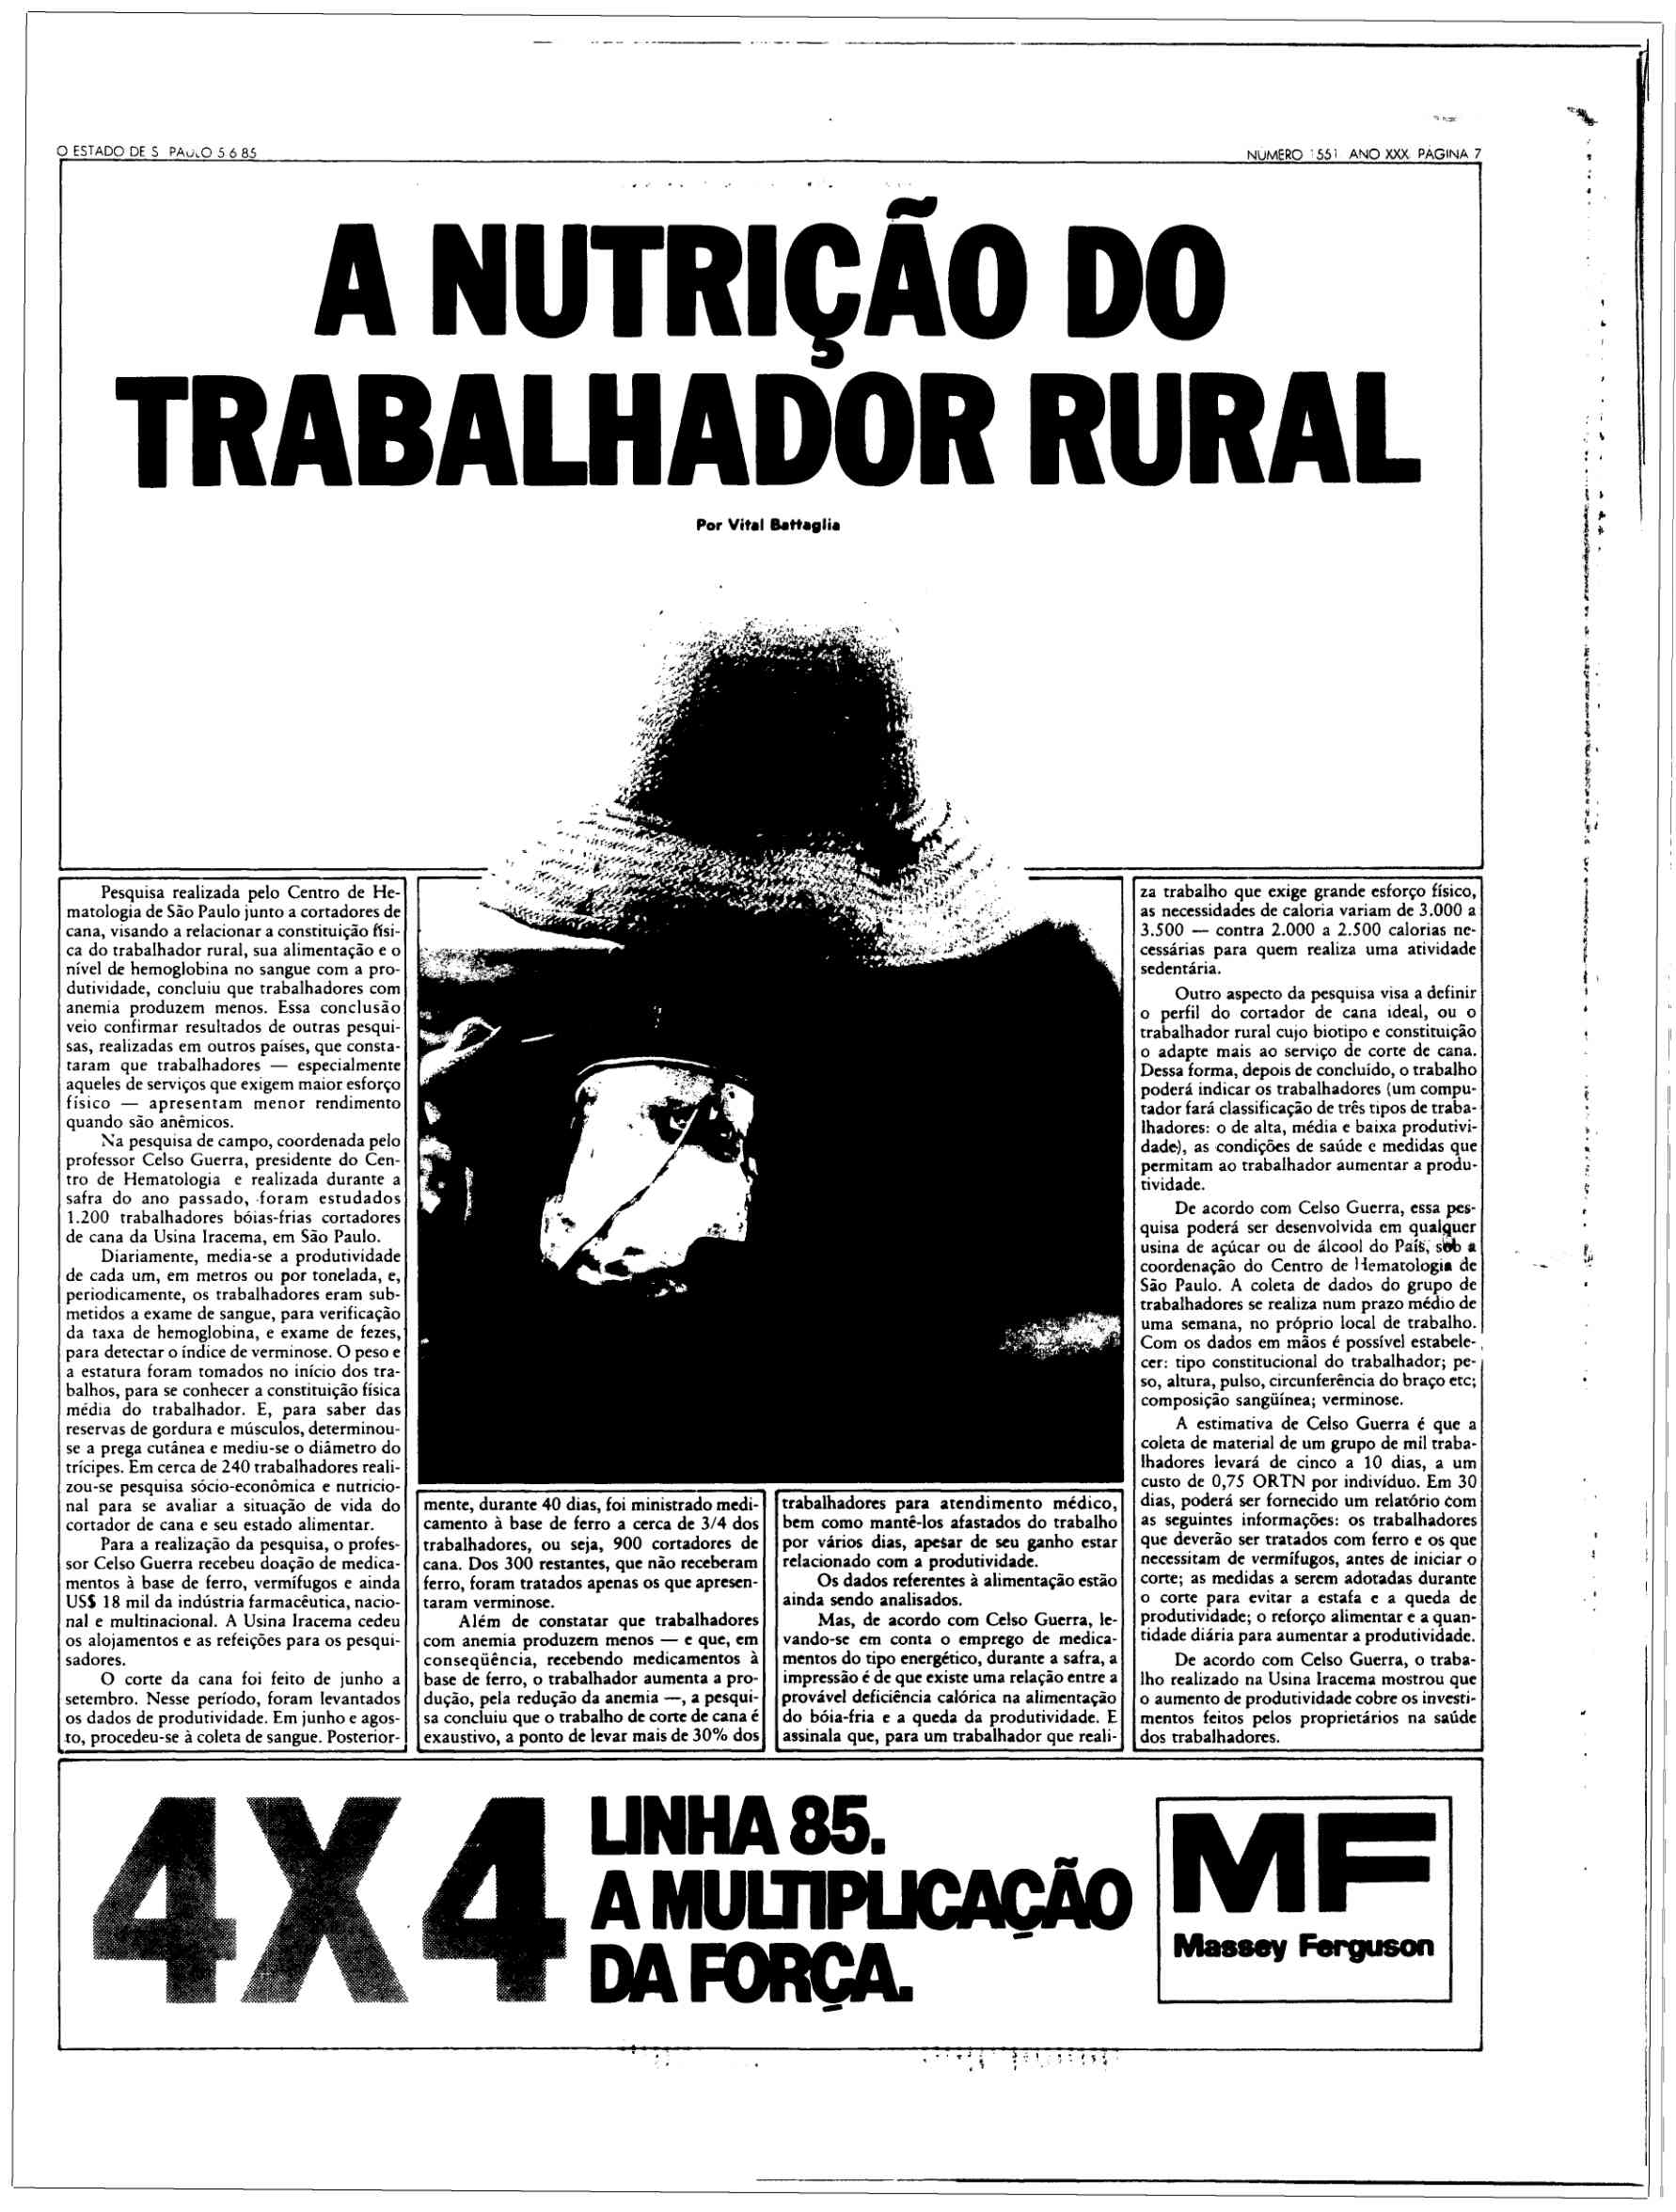 O ESTADO DE S. PAULO 5 6 85
NUMERO 1551 ANO XXX PÁGINA 7
A NUTRIÇÃO DO
TRABALHADOR RURAL
Por Vital Battaglia
Pesquisa realizada pelo Centro de He-
matologia de São Paulo junto a cortadores de
cana, visando a relacionar a constituição físi-
ca do trabalhador rural, sua alimentação e o
nível de hemoglobina no sangue com a pro-
dutividade, concluiu que trabalhadores com
anemia produzem menos. Essa conclusão
veio confirmar resultados de outras pesqui-
sas, realizadas em outros países, que consta-
taram que trabalhadores — especialmente
aqueles de serviços que exigem maior esforço
físico — apresentam menor rendimento
quando são anêmicos.
Na pesquisa de campo, coordenada pelo
professor Celso Guerra, presidente do Cen-
tro de Hematologia e realizada durante a
safra do ano passado, foram estudados
1.200 trabalhadores bóias-frias cortadores
de cana da Usina Iracema, em São Paulo.
Diariamente, media-se a produtividade
de cada um, em metros ou por tonelada, e,
periodicamente, os trabalhadores eram sub-
metidos a exame de sangue, para verificação
da taxa de hemoglobina, e exame de fezes,
para detectar o índice de verminose. O peso e
a estatura foram tomados no início dos tra-
balhos, para se conhecer a constituição física
média do trabalhador. E, para saber das
reservas de gordura e músculos, determinou-
se a prega cutânea e mediu-se o diâmetro do
trícipes. Em cerca de 240 trabalhadores reali-
zou-se pesquisa sócio-econômica e nutricio-
nal para se avaliar a situação de vida do
cortador de cana e seu estado alimentar.
Para a realização da pesquisa, o profes-
sor Celso Guerra recebeu doação de medica-
mentos à base de ferro, vermífugos e ainda
US$ 18 mil da indústria farmacêutica, nacio-
nal e multinacional. A Usina Iracema cedeu
os alojamentos e as refeições para os pesqui-
sadores.
O corte da cana foi feito de junho a
setembro. Nesse período, foram levantados
os dados de produtividade. Em junho e agos-
to, procedeu-se à coleta de sangue. Posterior-
mente, durante 40 dias, foi ministrado medi-
camento à base de ferro a cerca de 3/4 dos
trabalhadores, ou seja, 900 cortadores de
cana. Dos 300 restantes, que não receberam
ferro, foram tratados apenas os que apresen-
taram verminose.
Além de constatar que trabalhadores
com anemia produzem menos — e que, em
conseqüência, recebendo medicamentos à
base de ferro, o trabalhador aumenta a pro-
dução, pela redução da anemia —, a pesqui-
sa concluiu que o trabalho de corte de cana é
exaustivo, a ponto de levar mais de 30% dos
trabalhadores para atendimento médico,
bem como mantê-los afastados do trabalho
por vários dias, apesar de seu ganho estar
relacionado com a produtividade.
Os dados referentes à alimentação estão
ainda sendo analisados.
Mas, de acordo com Celso Guerra, le-
vando-se em conta o emprego de medica-
mentos do tipo energético, durante a safra, a
impressão é de que existe uma relação entre a
provável deficiência calórica na alimentação
do bóia-fria e a queda da produtividade. E
assinala que, para um trabalhador que reali-
za trabalho que exige grande esforço físico,
as necessidades de caloria variam de 3.000 a
3.500 — contra 2.000 a 2.500 calorias ne-
cessárias para quem realiza uma atividade
sedentária.
Outro aspecto da pesquisa visa a definir
o perfil do cortador de cana ideal, ou o
trabalhador rural cujo biotipo e constituição
o adapte mais ao serviço de corte de cana.
Dessa forma, depois de concluído, o trabalho
poderá indicar os trabalhadores (um compu-
tador fará classificação de três tipos de traba-
lhadores: o de alta, média e baixa produtivi-
dade), as condições de saúde e medidas que
permitam ao trabalhador aumentar a produ-
tividade.
De acordo com Celso Guerra, essa pes-
quisa poderá ser desenvolvida em qualquer
usina de açúcar ou de álcool do País, sob a
coordenação do Centro de Hematologia de
São Paulo. A coleta de dados do grupo de
trabalhadores se realiza num prazo médio de
uma semana, no próprio local de trabalho.
Com os dados em mãos é possível estabele-
cer: tipo constitucional do trabalhador; pe-
so, altura, pulso, circunferência do braço etc;
composição sangüínea; verminose.
A estimativa de Celso Guerra é que a
coleta de material de um grupo de mil traba-
lhadores levará de cinco a 10 dias, a um
custo de 0,75 ORTN por indivíduo. Em 30
dias, poderá ser fornecido um relatório com
as seguintes informações: os trabalhadores
que deverão ser tratados com ferro e os que
necessitam de vermífugos, antes de iniciar o
corte; as medidas a serem adotadas durante
o corte para evitar a estafa e a queda de
produtividade; o reforço alimentar e a quan-
tidade diária para aumentar a produtividade.
De acordo com Celso Guerra, o traba-
lho realizado na Usina Iracema mostrou que
o aumento de produtividade cobre os investi-
mentos feitos pelos proprietários na saúde
dos trabalhadores.
4X4
LINHA 85.
A MULTIPLICAÇÃO
DA FORÇA.
MF
Massey Ferguson